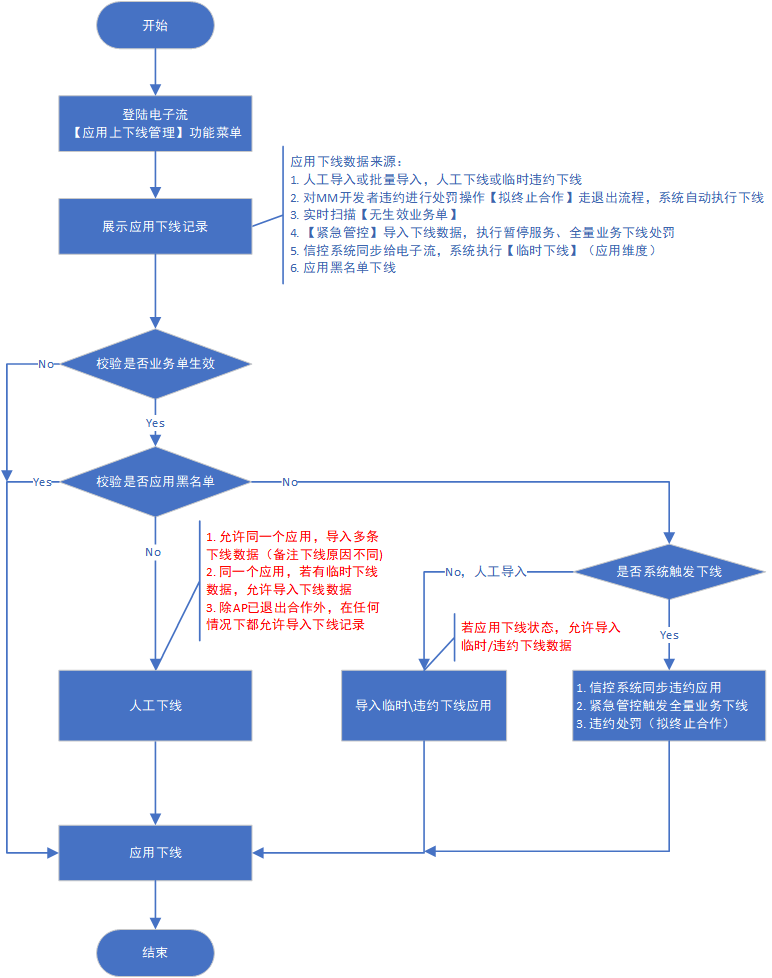 开始
登陆电子流
【应用上下线管理】功能菜单
应用下线数据来源：
1. 人工导入或批量导入，人工下线或临时违约下线
2. 对MM开发者违约进行处罚操作【拟终止合作】走退出流程，系统自动执行下线
3. 实时扫描【无生效业务单】
4. 【紧急管控】导入下线数据，执行暂停服务、全量业务下线处罚
5. 信控系统同步给电子流，系统执行【临时下线】（应用维度）
6. 应用黑名单下线
展示应用下线记录
校验是否业务单生效
No
Yes
校验是否应用黑名单
Yes
No
No
1. 允许同一个应用，导入多条
下线数据（备注下线原因不同)
2. 同一个应用，若有临时下线
数据，允许导入下线数据
3. 除AP已退出合作外，在任何
情况下都允许导入下线记录
No，人工导入
是否系统触发下线
若应用下线状态，允许导入
临时/违约下线数据
Yes
人工下线
导入临时\违约下线应用
1. 信控系统同步违约应用
2. 紧急管控触发全量业务下线
3. 违约处罚（拟终止合作）
应用下线
结束